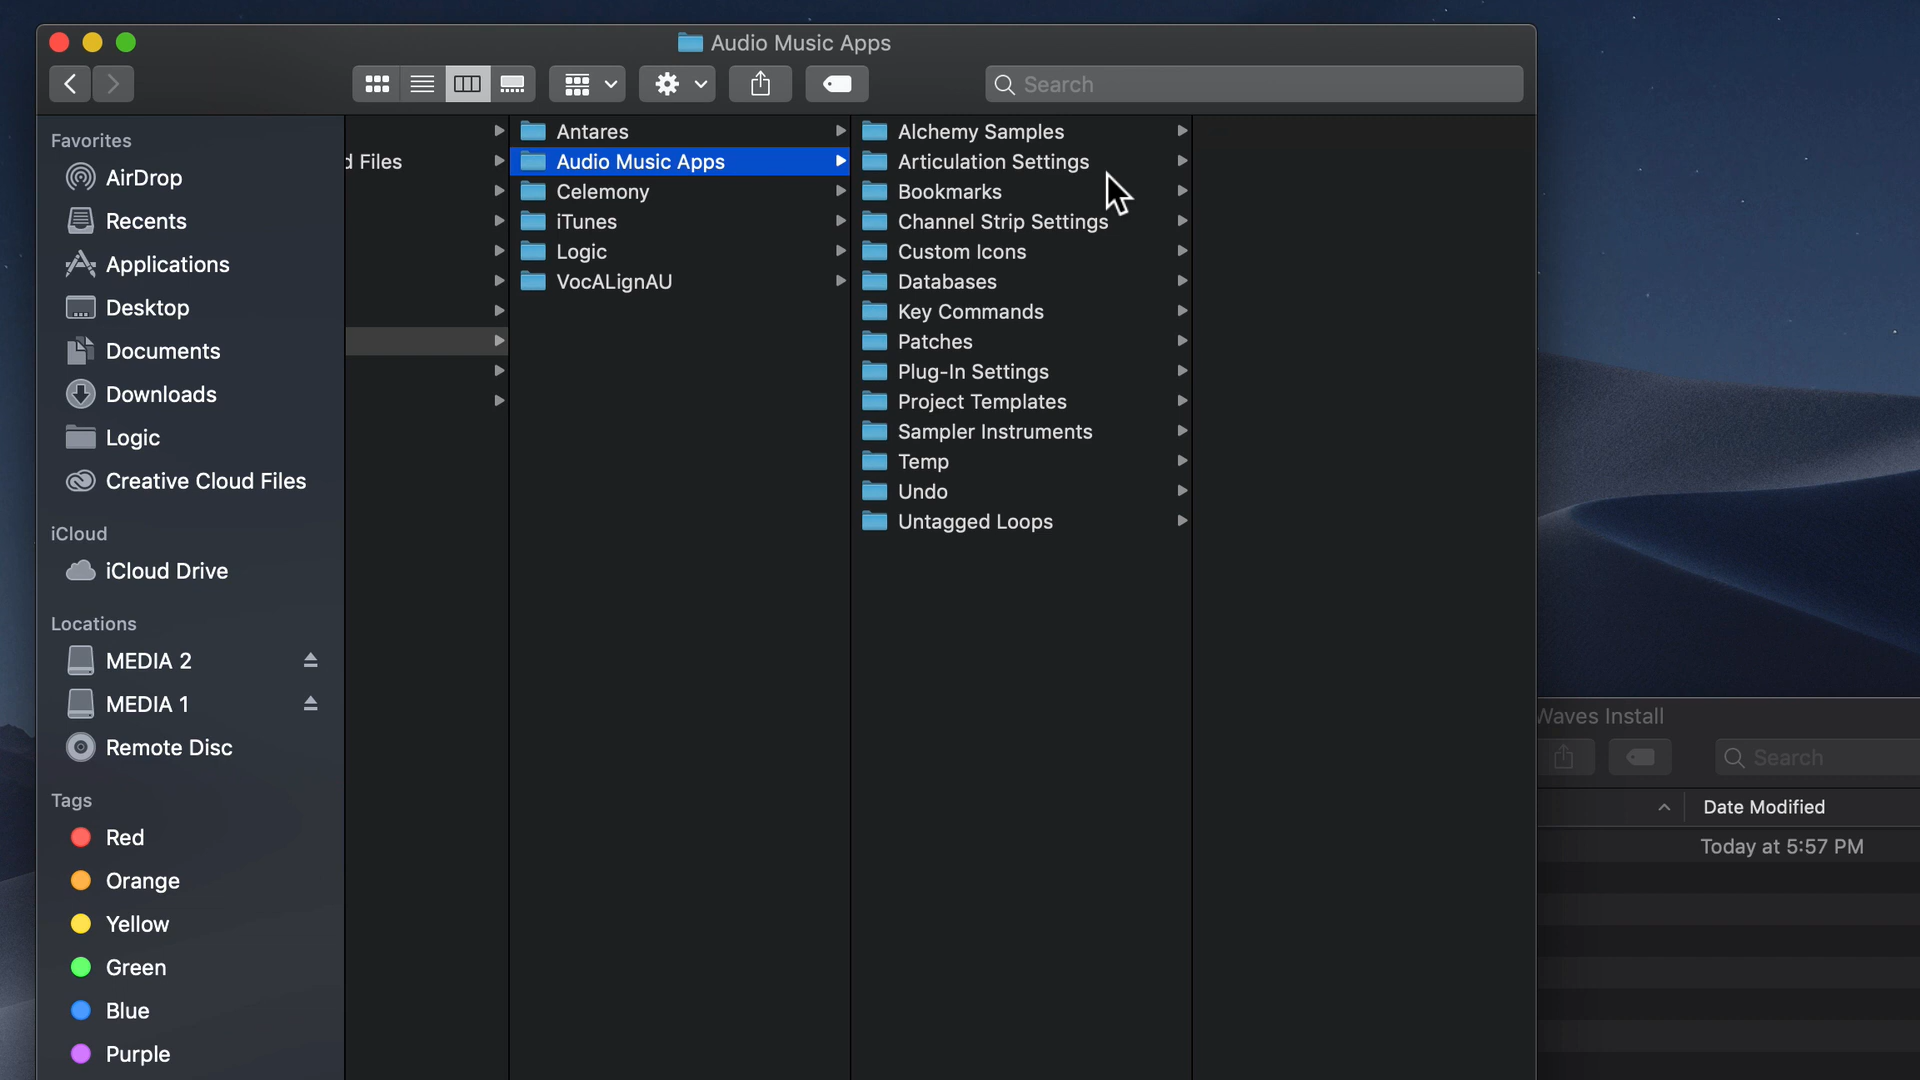 Audio Music Apps
Search
Favorites
AirDrop
Recents
Applications
Desktop
Documents
Downloads
Logic
Creative Cloud Files
iCloud
iCloud Drive
Locations
MEDIA 2
MEDIA 1
Remote Disc
Tags
Red
Orange
Yellow
Green
Blue
Purple
d Files
Antares
Audio Music Apps
Celemony
iTunes
Logic
VocALignAU
Alchemy Samples
Articulation Settings
Bookmarks
Channel Strip Settings
Custom Icons
Databases
Key Commands
Patches
Plug-In Settings
Project Templates
Sampler Instruments
Temp
Undo
Untagged Loops
Waves Install
Search
Date Modified
Today at 5:57 PM